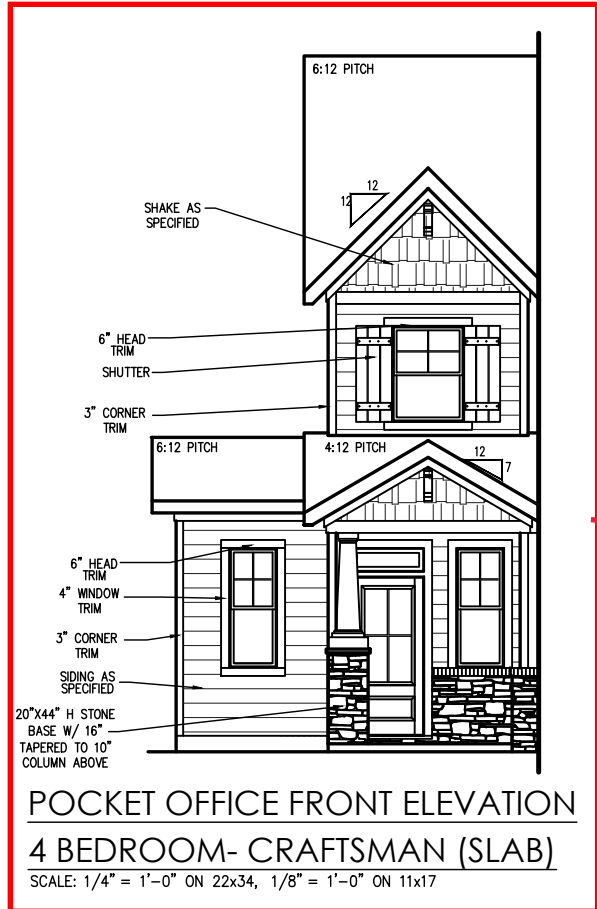 6:12 PITCH
12
12
SHAKE AS
SPECIFIED
6" HEAD
TRIM
SHUTTER
3" CORNER
TRIM
6:12 PITCH
4:12 PITCH
12
7
6" HEAD
TRIM
4" WINDOW
TRIM
3" CORNER
TRIM
SIDING AS
SPECIFIED
20"X44" H STONE
BASE W/ 16"
TAPERED TO 10"
COLUMN ABOVE
POCKET OFFICE FRONT ELEVATION
4 BEDROOM- CRAFTSMAN (SLAB)
SCALE: 1/4" = 1'-0" ON 22x34, 1/8" = 1'-0" ON 11x17